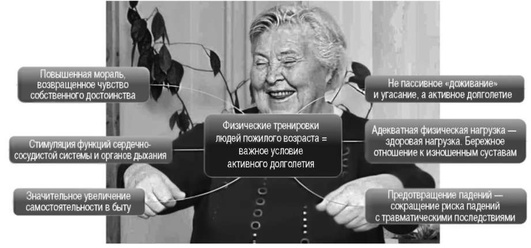 Повышенная мораль,
возвращенное чувство
собственного достоинства
Не пассивное «доживание»
и угасание, а активное долголетие
Физические тренировки
людей пожилого возраста =
важное условие
активного долголетия
Стимуляция функций сердечно-
сосудистой системы и органов дыхания
Адекватная физическая нагрузка —
здоровая нагрузка. Бережное
отношение к изношенным суставам
Значительное увеличение
самостоятельности в быту
Предотвращение падений —
сокращение риска падений
с травматическими последствиями